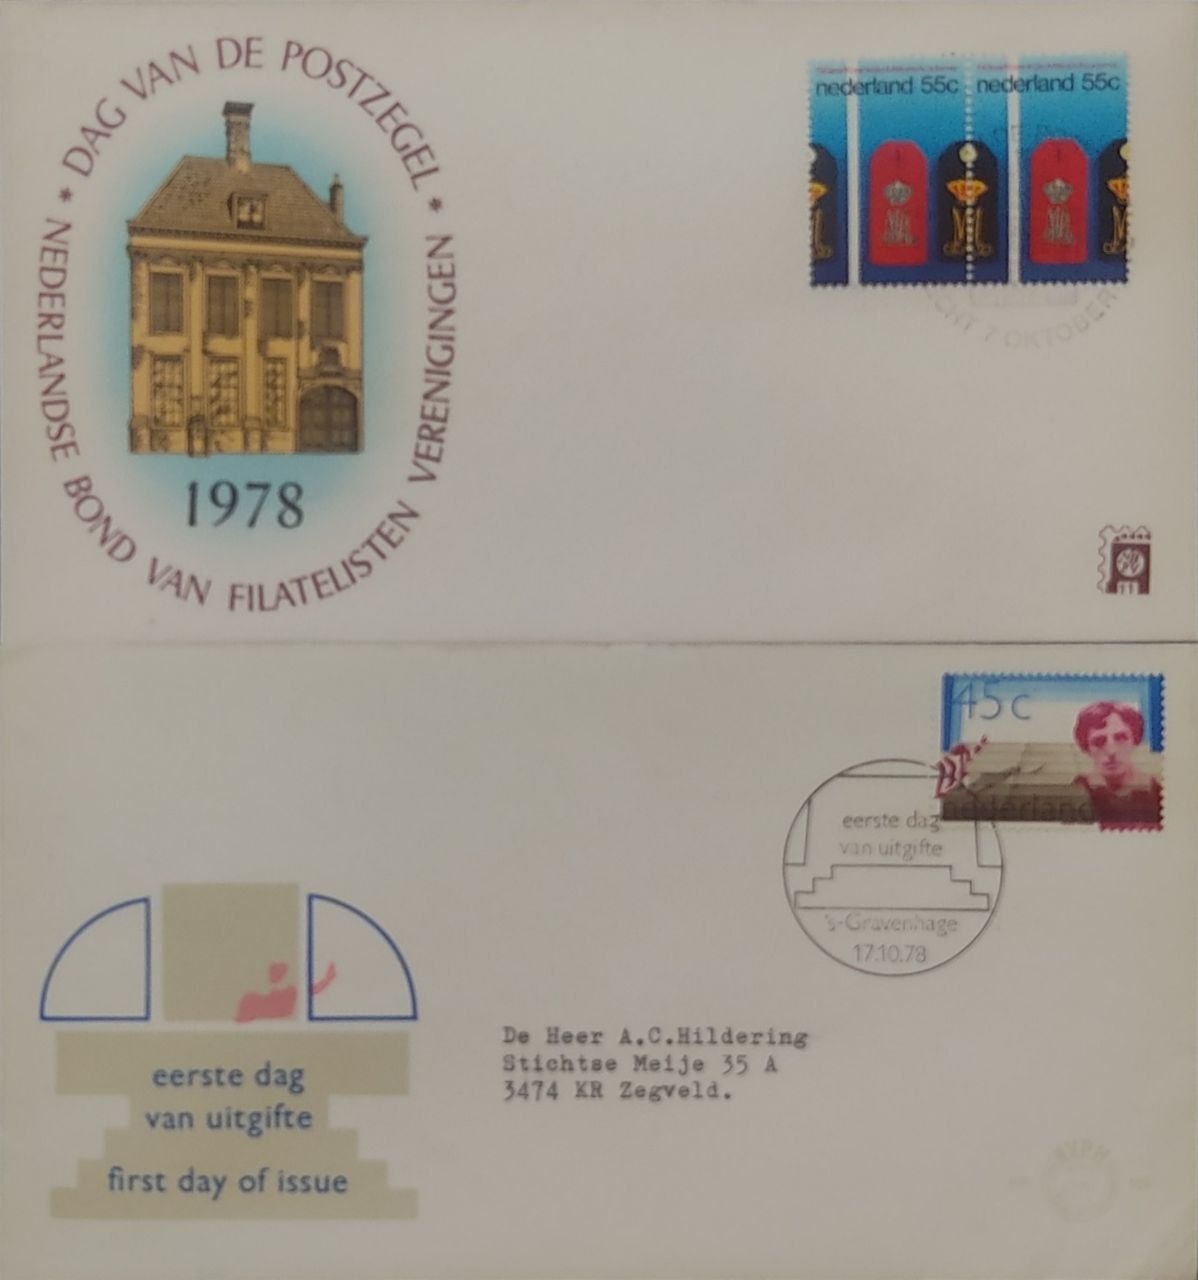 * DAG VAN DE POSTZEGEL *
NEDERLANDSE BOND VAN FILATELISTEN VERENIGINGEN
1978
nederland 55c
nederland 55c
7 OKTOBER
45c
nederland
eerste dag
van uitgifte
's-Gravenhage
17.10.78
De Heer A.C.Hildering
Stichtse Meije 35 A
3474 KR Zegveld.
eerste dag
van uitgifte
first day of issue
NVPH